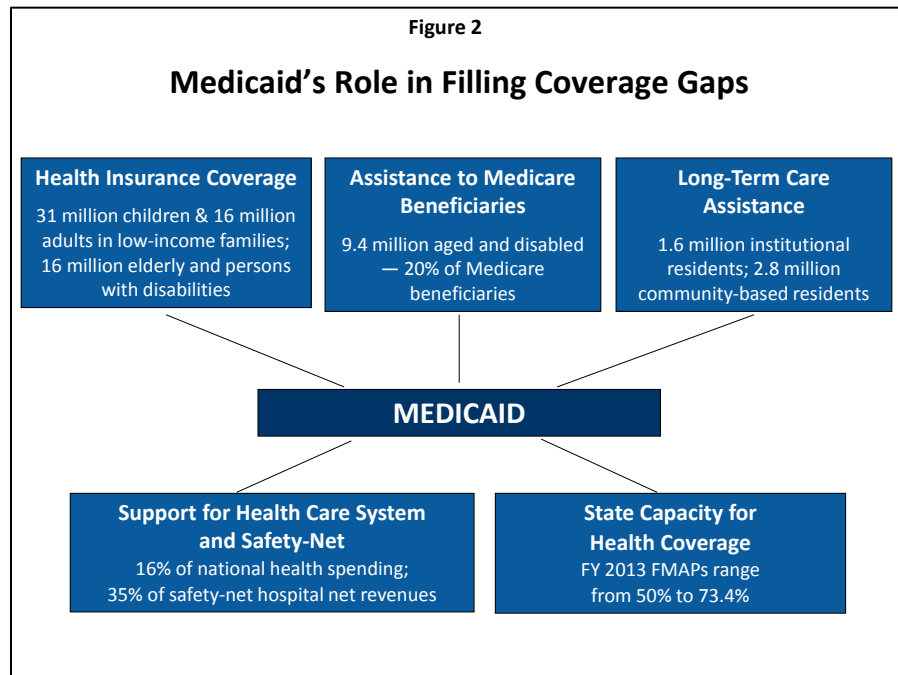 Figure 2
Medicaid’s Role in Filling Coverage Gaps
Health Insurance Coverage
31 million children & 16 million
adults in low-income families;
16 million elderly and persons
with disabilities
Assistance to Medicare
Beneficiaries
9.4 million aged and disabled
— 20% of Medicare
beneficiaries
Long-Term Care
Assistance
1.6 million institutional
residents; 2.8 million
community-based residents
MEDICAID
Support for Health Care System
and Safety-Net
16% of national health spending;
35% of safety-net hospital net revenues
State Capacity for
Health Coverage
FY 2013 FMAPs range
from 50% to 73.4%